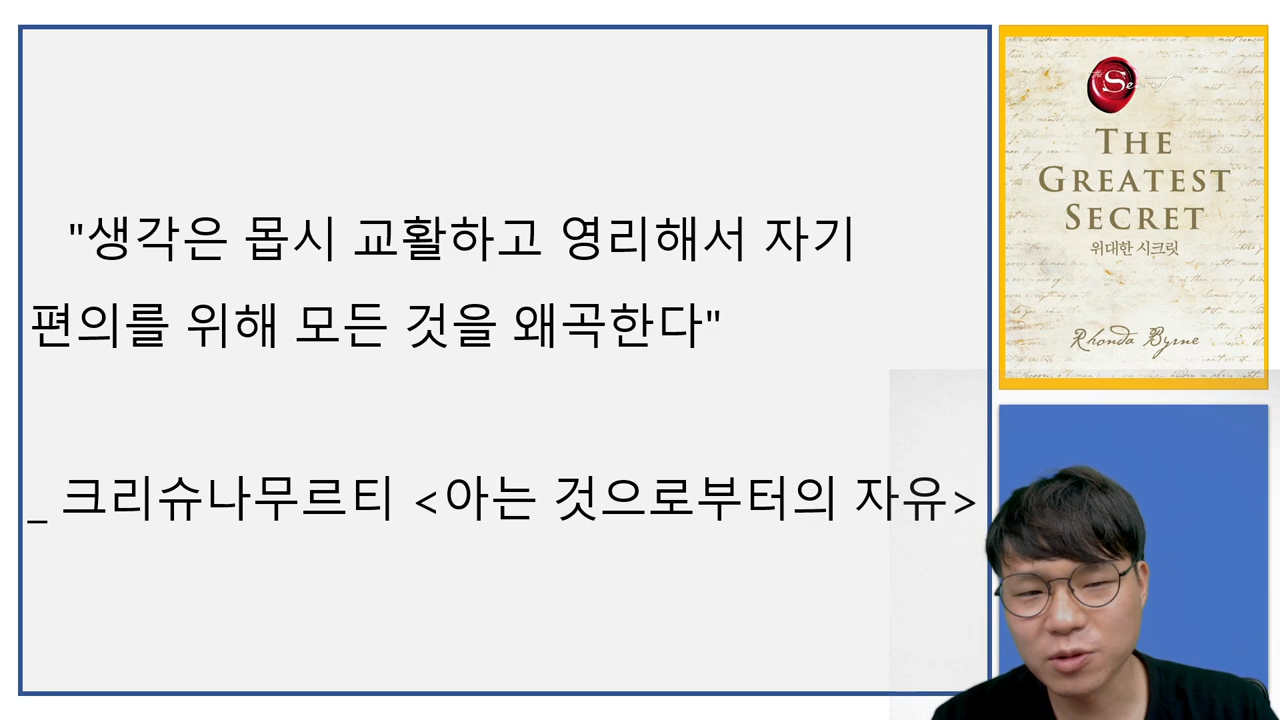 "생각은 몹시 교활하고 영리해서 자기
편의를 위해 모든 것을 왜곡한다"
_ 크리슈나무르티 <아는 것으로부터의 자유>
The Secret
THE
GREATEST
SECRET
위대한 시크릿
Rhonda Byrne